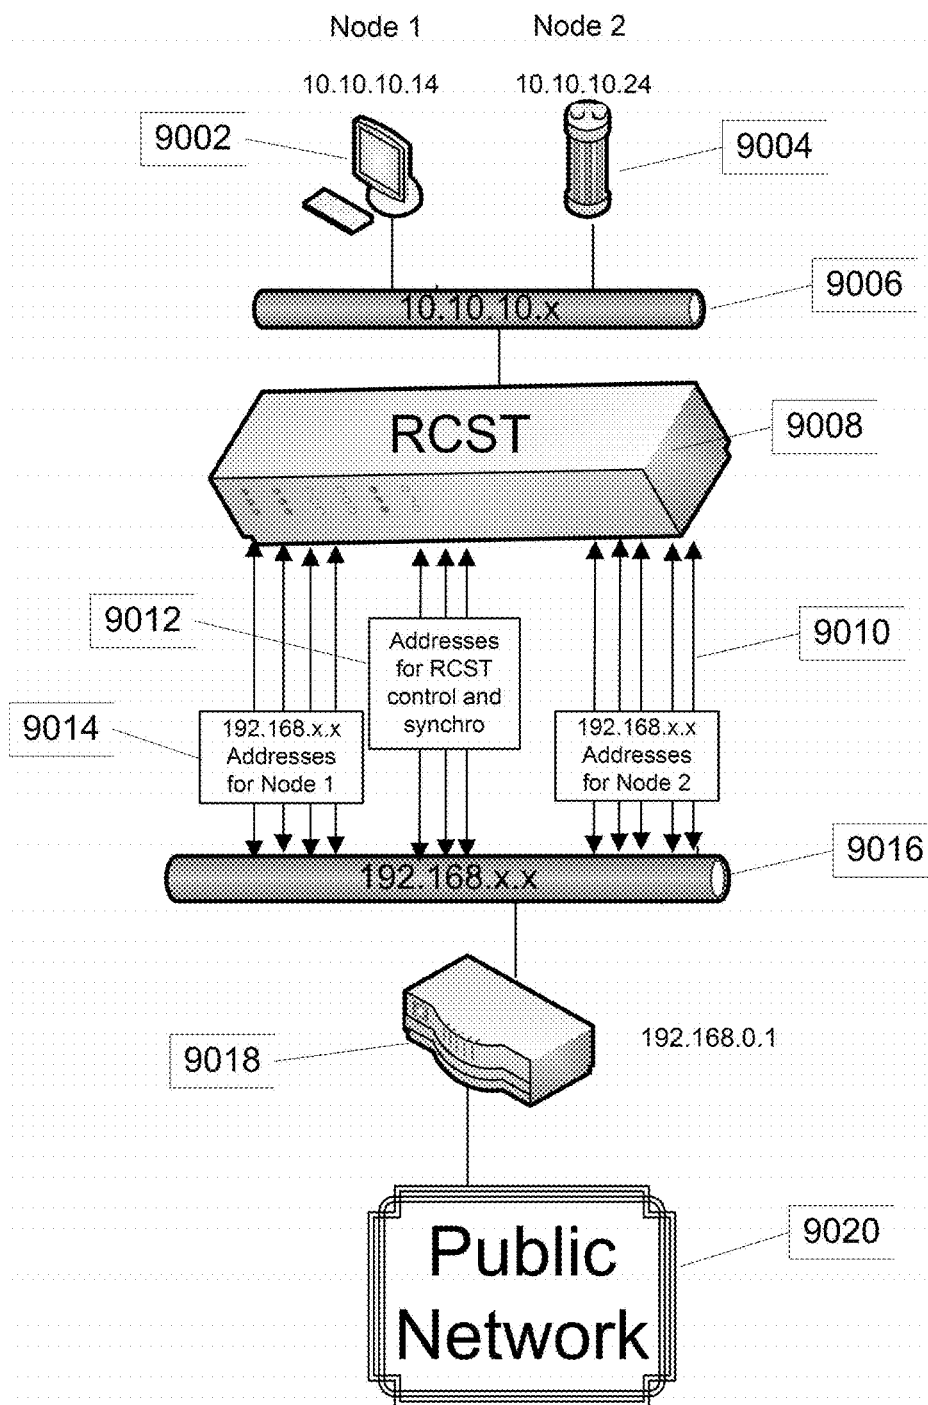 Node 1
Node 2
10.10.10.14
10.10.10.24
9002
9004
9006
10.10.10.x
RCST
9008
9012
Addresses
for RCST
control and
synchro
9010
9014
192.168.x.x
Addresses
for Node 1
192.168.x.x
Addresses
for Node 2
9016
192.168.x.x
9018
192.168.0.1
9020
Public
Network